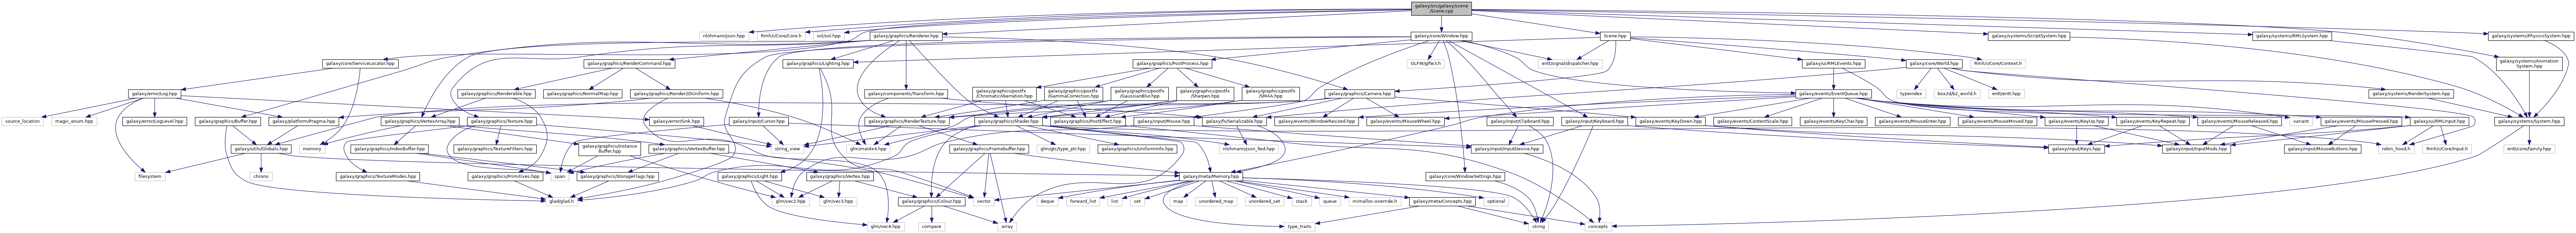 galaxy/src/galaxy/scene
/Scene.cpp
nlohmann/json.hpp
RmlUi/Core/Core.h
sol/sol.hpp
galaxy/graphics/Renderer.hpp
galaxy/core/Window.hpp
Scene.hpp
galaxy/systems/ScriptSystem.hpp
galaxy/systems/RMLSystem.hpp
galaxy/systems/PhysicsSystem.hpp
galaxy/core/ServiceLocator.hpp
galaxy/graphics/RenderCommand.hpp
galaxy/graphics/Lighting.hpp
galaxy/graphics/PostProcess.hpp
GLFW/glfw3.h
entt/signal/dispatcher.hpp
galaxy/ui/RMLEvents.hpp
galaxy/core/World.hpp
RmlUi/Core/Context.h
galaxy/systems/Animation
System.hpp
galaxy/error/Log.hpp
galaxy/graphics/Renderable.hpp
galaxy/graphics/NormalMap.hpp
galaxy/graphics/Render2DUniform.hpp
galaxy/components/Transform.hpp
galaxy/graphics/postfx
/ChromaticAberration.hpp
galaxy/graphics/postfx
/GammaCorrection.hpp
galaxy/graphics/postfx
/GaussianBlur.hpp
galaxy/graphics/postfx
/Sharpen.hpp
galaxy/graphics/postfx
/SMAA.hpp
galaxy/graphics/Camera.hpp
galaxy/events/EventQueue.hpp
typeindex
box2d/b2_world.h
entt/entt.hpp
galaxy/systems/RenderSystem.hpp
source_location
magic_enum.hpp
galaxy/error/LogLevel.hpp
galaxy/graphics/Buffer.hpp
galaxy/platform/Pragma.hpp
galaxy/graphics/VertexArray.hpp
galaxy/graphics/Texture.hpp
galaxy/error/Sink.hpp
galaxy/input/Cursor.hpp
galaxy/graphics/RenderTexture.hpp
galaxy/graphics/Shader.hpp
galaxy/graphics/PostEffect.hpp
galaxy/input/Mouse.hpp
galaxy/fs/Serializable.hpp
galaxy/events/WindowResized.hpp
galaxy/events/MouseWheel.hpp
galaxy/input/Clipboard.hpp
galaxy/input/Keyboard.hpp
galaxy/events/KeyDown.hpp
galaxy/events/ContentScale.hpp
galaxy/events/KeyChar.hpp
galaxy/events/MouseEnter.hpp
galaxy/events/MouseMoved.hpp
galaxy/events/KeyUp.hpp
galaxy/events/KeyRepeat.hpp
galaxy/events/MouseReleased.hpp
variant
galaxy/events/MousePressed.hpp
galaxy/ui/RMLInput.hpp
galaxy/systems/System.hpp
galaxy/utils/Globals.hpp
memory
galaxy/graphics/IndexBuffer.hpp
galaxy/graphics/TextureFilters.hpp
galaxy/graphics/Instance
Buffer.hpp
galaxy/graphics/VertexBuffer.hpp
string_view
glm/mat4x4.hpp
galaxy/graphics/Framebuffer.hpp
glm/gtc/type_ptr.hpp
galaxy/graphics/UniformInfo.hpp
nlohmann/json_fwd.hpp
galaxy/input/InputDevice.hpp
galaxy/input/Keys.hpp
galaxy/input/InputMods.hpp
galaxy/input/MouseButtons.hpp
robin_hood.h
RmlUi/Core/Input.h
entt/core/family.hpp
filesystem
chrono
galaxy/graphics/TextureModes.hpp
galaxy/graphics/Primitives.hpp
span
galaxy/graphics/StorageFlags.hpp
galaxy/graphics/Light.hpp
galaxy/graphics/Vertex.hpp
galaxy/meta/Memory.hpp
galaxy/core/WindowSettings.hpp
glad/glad.h
glm/vec2.hpp
glm/vec3.hpp
galaxy/graphics/Colour.hpp
vector
deque
forward_list
list
set
map
unordered_map
unordered_set
stack
queue
mimalloc-override.h
galaxy/meta/Concepts.hpp
optional
glm/vec4.hpp
compare
array
type_traits
string
concepts